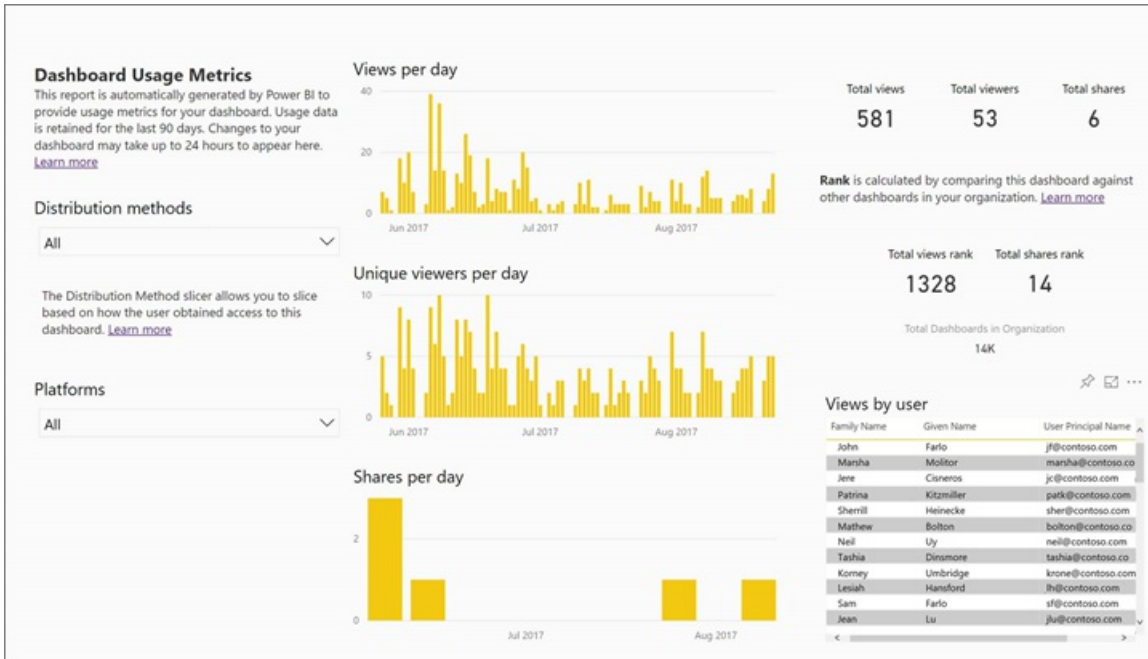 Dashboard Usage Metrics
This report is automatically generated by Power BI to
provide usage metrics for your dashboard. Usage data
is retained for the last 90 days. Changes to your
dashboard may take up to 24 hours to appear here.
Learn more
Distribution methods
All
The Distribution Method slicer allows you to slice
based on how the user obtained access to this
dashboard. Learn more
Platforms
All
Views per day
40
20
0
Jun 2017 Jul 2017 Aug 2017
Unique viewers per day
10
5
0
Jun 2017 Jul 2017 Aug 2017
Shares per day
2
0
Jul 2017 Aug 2017
Total views Total viewers Total shares
581 53 6
Rank is calculated by comparing this dashboard against
other dashboards in your organization. Learn more
Total views rank Total shares rank
1328 14
Total Dashboards in Organization
14K
Views by user
Family Name Given Name User Principal Name
John Farlo jf@contoso.com
Marsha Molitor marsha@contoso.co
Jere Cisneros jc@contoso.com
Patrina Kitzmiller patk@contoso.com
Sherrill Heinecke sher@contoso.com
Mathew Bolton bolton@contoso.co
Neil Uy neil@contoso.com
Tashia Dinsmore tashia@contoso.co
Korney Umbridge krone@contoso.com
Lesiah Hansford lh@contoso.com
Sam Farlo sf@contoso.com
Jean Lu jlu@contoso.com